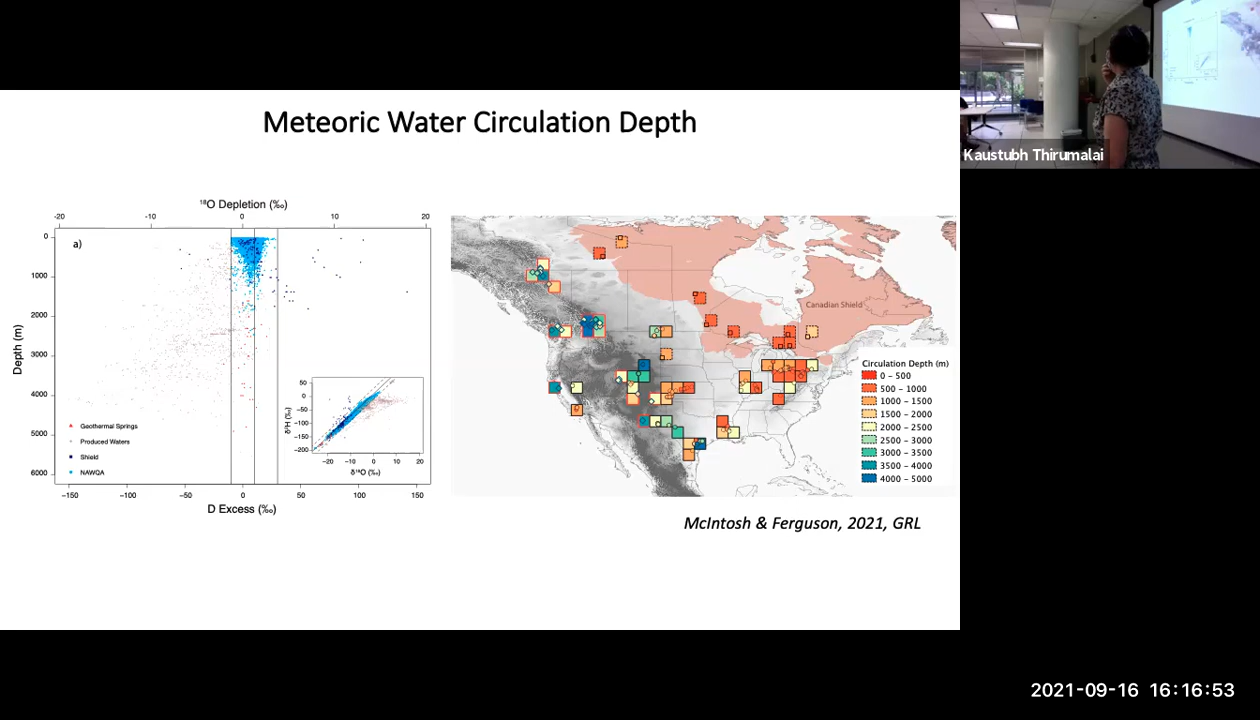 Meteoric Water Circulation Depth
¹⁸O Depletion (‰)
-20 -10 0 10 20
a)
Depth (m)
0
1000
2000
3000
4000
5000
6000
Geothermal Springs
Produced Waters
Shield
NAWQA
δ²H (‰)
50
0
−50
−100
−150
−200
−20 −10 0 10 20
δ¹⁸O (‰)
−150 −100 −50 0 50 100 150
D Excess (‰)
Canadian Shield
Circulation Depth (m)
0 - 500
500 - 1000
1000 - 1500
1500 - 2000
2000 - 2500
2500 - 3000
3000 - 3500
3500 - 4000
4000 - 5000
McIntosh & Ferguson, 2021, GRL
Kaustubh Thirumalai
2021-09-16 16:16:53